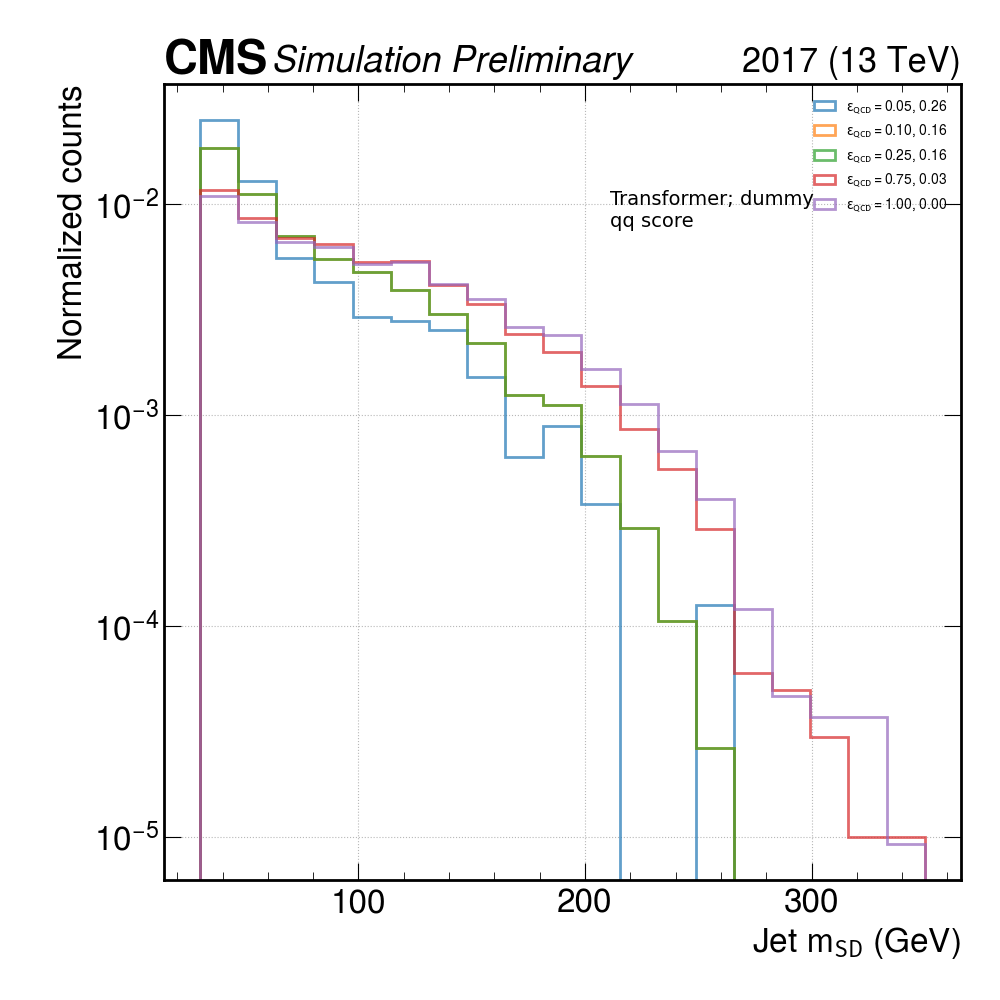 CMS Simulation Preliminary 2017 (13 TeV)
Normalized counts
10⁻²
10⁻³
10⁻⁴
10⁻⁵
ε_QCD = 0.05, 0.26
ε_QCD = 0.10, 0.16
ε_QCD = 0.25, 0.16
ε_QCD = 0.75, 0.03
ε_QCD = 1.00, 0.00
Transformer; dummy
qq score
100 200 300
Jet m_SD (GeV)